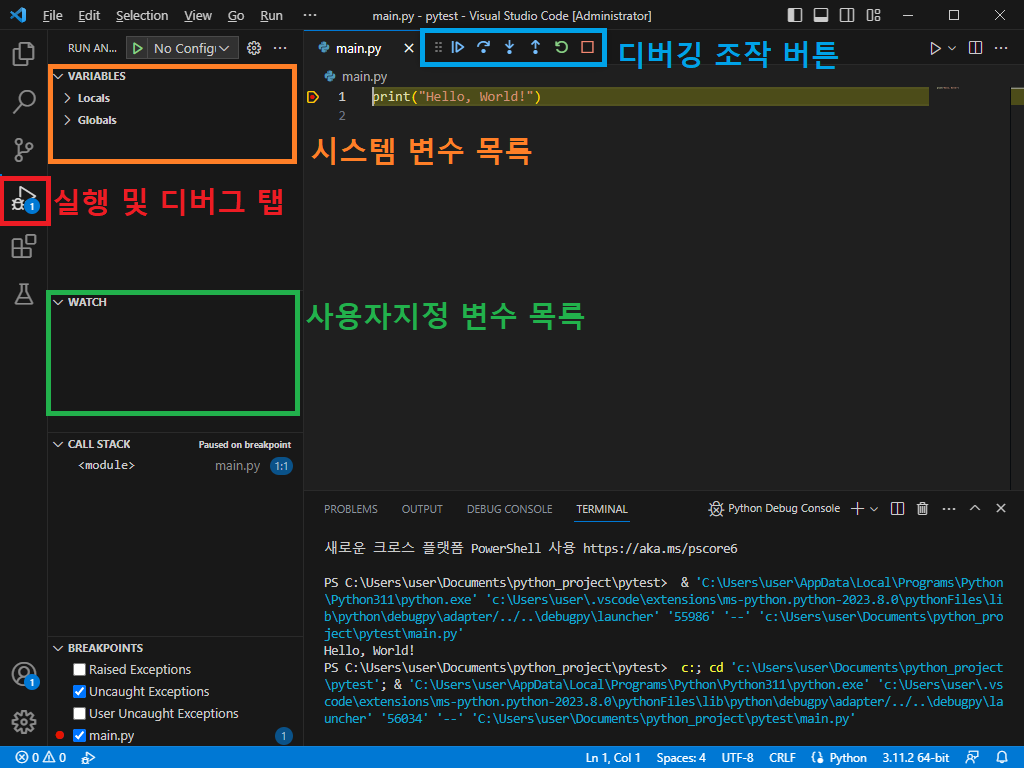 File Edit Selection View Go Run ··· main.py - pytest - Visual Studio Code [Administrator]
RUN AN... No Config ···
main.py
디버깅 조작 버튼
main.py
VARIABLES
Locals
Globals
1 print("Hello, World!")
2
시스템 변수 목록
1
실행 및 디버그 탭
WATCH
사용자지정 변수 목록
CALL STACK Paused on breakpoint
<module> main.py 1:1
PROBLEMS OUTPUT DEBUG CONSOLE TERMINAL Python Debug Console
새로운 크로스 플랫폼 PowerShell 사용 https://aka.ms/pscore6
PS C:\Users\user\Documents\python_project\pytest>  & 'C:\Users\user\AppData\Local\Programs\Python
\Python311\python.exe' 'c:\Users\user\.vscode\extensions\ms-python.python-2023.8.0\pythonFiles\li
b\python\debugpy\adapter/../..\debugpy\launcher' '55986' '--' 'c:\Users\user\Documents\python_pro
ject\pytest\main.py'
Hello, World!
PS C:\Users\user\Documents\python_project\pytest>  c:; cd 'c:\Users\user\Documents\python_project
\pytest'; & 'C:\Users\user\AppData\Local\Programs\Python\Python311\python.exe' 'c:\Users\user\.vs
code\extensions\ms-python.python-2023.8.0\pythonFiles\lib\python\debugpy\adapter/../..\debugpy\la
uncher' '56034' '--' 'C:\Users\user\Documents\python_project\pytest\main.py'
BREAKPOINTS
Raised Exceptions
Uncaught Exceptions
User Uncaught Exceptions
main.py 1
1
0 0 Ln 1, Col 1 Spaces: 4 UTF-8 CRLF Python 3.11.2 64-bit